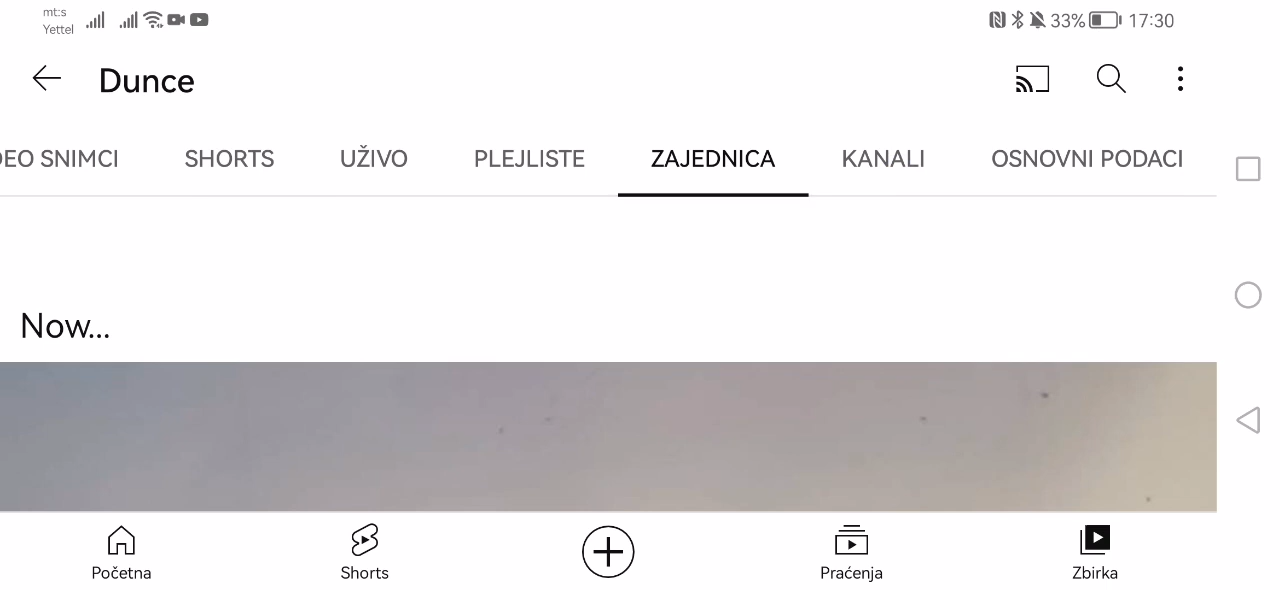 mt:s
Yettel
33% 17:30
Dunce
DEO SNIMCI SHORTS UŽIVO PLEJLISTE ZAJEDNICA KANALI OSNOVNI PODACI
Now...
Početna Shorts Praćenja Zbirka